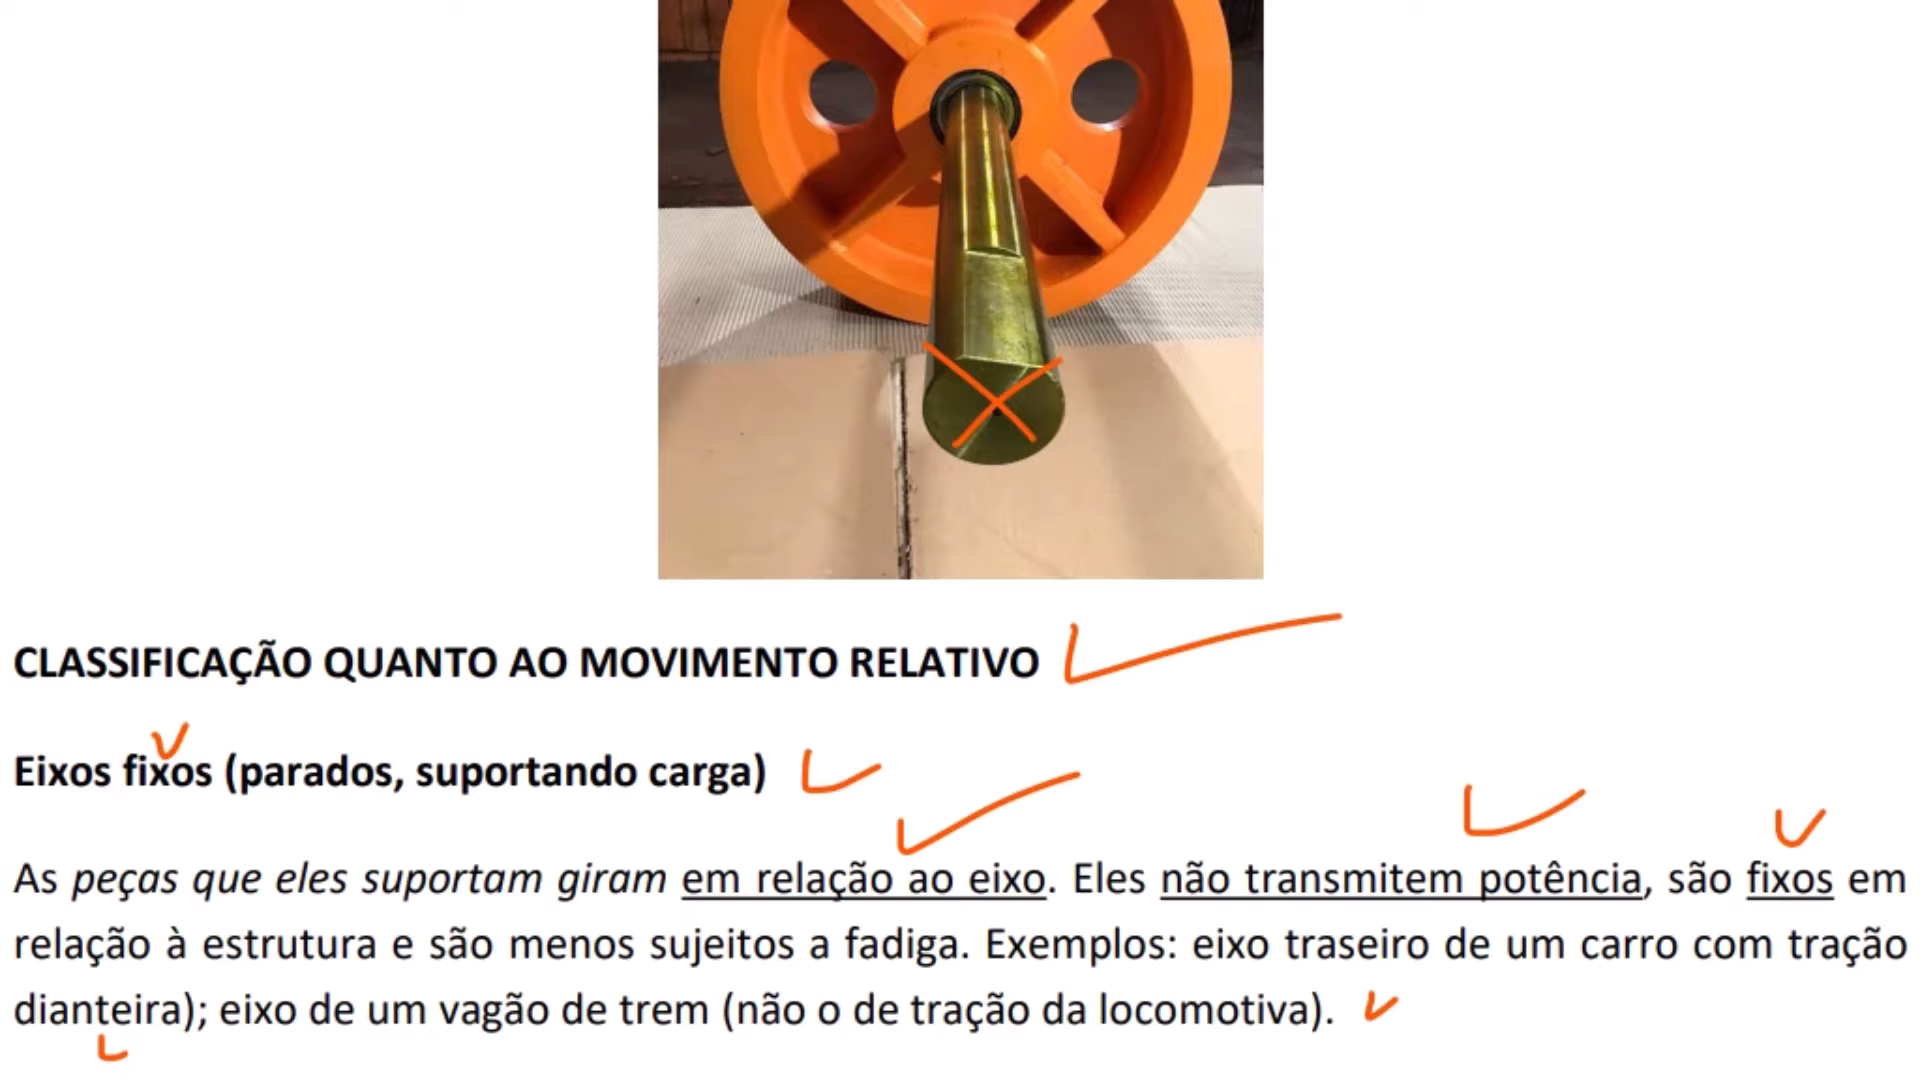 CLASSIFICAÇÃO QUANTO AO MOVIMENTO RELATIVO
Eixos fixos (parados, suportando carga)
As peças que eles suportam giram em relação ao eixo. Eles não transmitem potência, são fixos em
relação à estrutura e são menos sujeitos a fadiga. Exemplos: eixo traseiro de um carro com tração
dianteira); eixo de um vagão de trem (não o de tração da locomotiva).